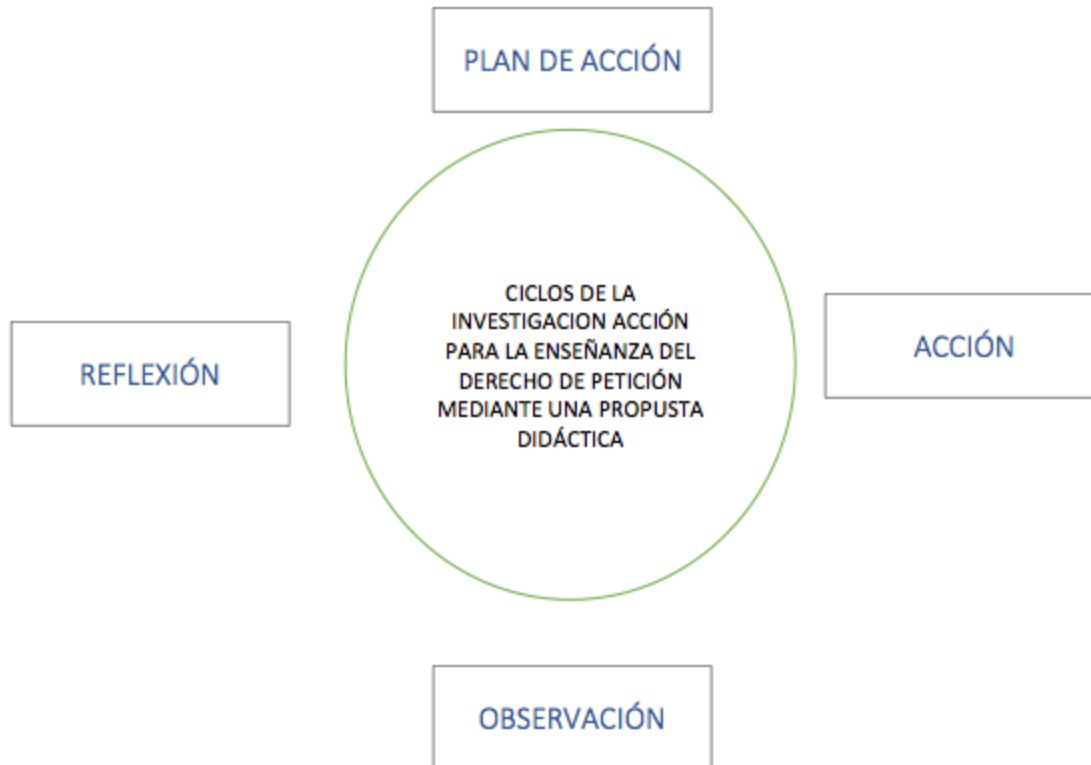 PLAN DE ACCIÓN
CICLOS DE LA
INVESTIGACION ACCIÓN
PARA LA ENSEÑANZA DEL
DERECHO DE PETICIÓN
MEDIANTE UNA PROPUSTA
DIDÁCTICA
ACCIÓN
REFLEXIÓN
OBSERVACIÓN